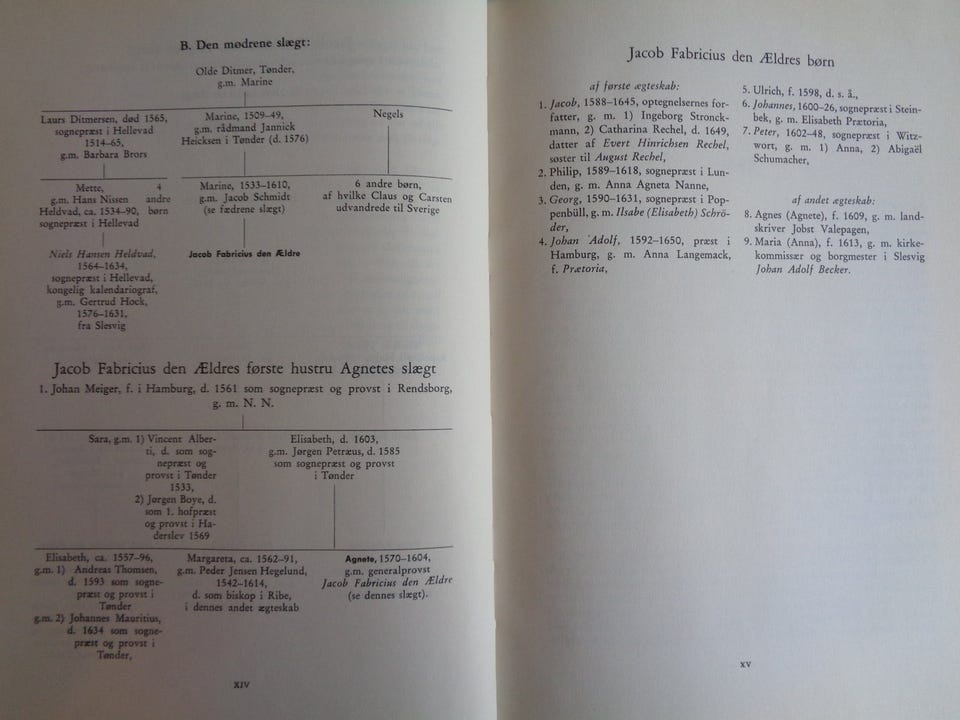 B. Den mødrene slægt:
Olde Ditmer, Tønder,
g.m. Marine
Laurs Ditmersen, død 1565,
sognepræst i Hellevad
1514–65,
g.m. Barbara Brors
Marine, 1509–49,
g.m. rådmand Jannick
Heicksen i Tønder (d. 1576)
Negels
Mette,
g.m. Hans Nissen
Heldvad, ca. 1534–90,
sognepræst i Hellevad
4
andre
børn
Marine, 1533–1610,
g.m. Jacob Schmidt
(se fædrene slægt)
6 andre børn,
af hvilke Claus og Carsten
udvandrede til Sverige
Niels Hansen Heldvad,
1564–1634,
sognepræst i Hellevad,
kongelig kalendariograf,
g.m. Gertrud Hock,
1576–1631,
fra Slesvig
Jacob Fabricius den Ældre
Jacob Fabricius den Ældres første hustru Agnetes slægt
1. Johan Meiger, f. i Hamburg, d. 1561 som sognepræst og provst i Rendsborg,
g. m. N. N.
Sara, g.m. 1) Vincent Alber-
ti, d. som sog-
nepræst og
provst i Tønder
1533,
2) Jørgen Boye, d.
som 1. hofpræst
og provst i Ha-
derslev 1569
Elisabeth, d. 1603,
g.m. Jørgen Petræus, d. 1585
som sognepræst og provst
i Tønder
Elisabeth, ca. 1557–96,
g.m. 1) Andreas Thomsen,
d. 1593 som sogne-
præst og provst i
Tønder
g.m. 2) Johannes Mauritius,
d. 1634 som sogne-
præst og provst i
Tønder,
Margareta, ca. 1562–91,
g.m. Peder Jensen Hegelund,
1542–1614,
d. som biskop i Ribe,
i dennes andet ægteskab
Agnete, 1570–1604,
g.m. generalprovst
Jacob Fabricius den Ældre
(se dennes slægt).
XIV
Jacob Fabricius den Ældres børn
af første ægteskab:
1. Jacob, 1588–1645, optegnelsernes for-
fatter, g. m. 1) Ingeborg Stronck-
mann, 2) Catharina Rechel, d. 1649,
datter af Evert Hinrichsen Rechel,
søster til August Rechel,
2. Philip, 1589–1618, sognepræst i Lun-
den, g. m. Anna Agneta Nanne,
3. Georg, 1590–1631, sognepræst i Pop-
penbüll, g. m. Ilsabe (Elisabeth) Schrö-
der,
4. Johan Adolf, 1592–1650, præst i
Hamburg, g. m. Anna Langemack,
f. Prætoria,
5. Ulrich, f. 1598, d. s. å.,
6. Johannes, 1600–26, sognepræst i Stein-
bek, g. m. Elisabeth Prætoria,
7. Peter, 1602–48, sognepræst i Witz-
wort, g. m. 1) Anna, 2) Abigaël
Schumacher,
af andet ægteskab:
8. Agnes (Agnete), f. 1609, g. m. land-
skriver Jobst Valepagen,
9. Maria (Anna), f. 1613, g. m. kirke-
kommissær og borgmester i Slesvig
Johan Adolf Becker.
XV